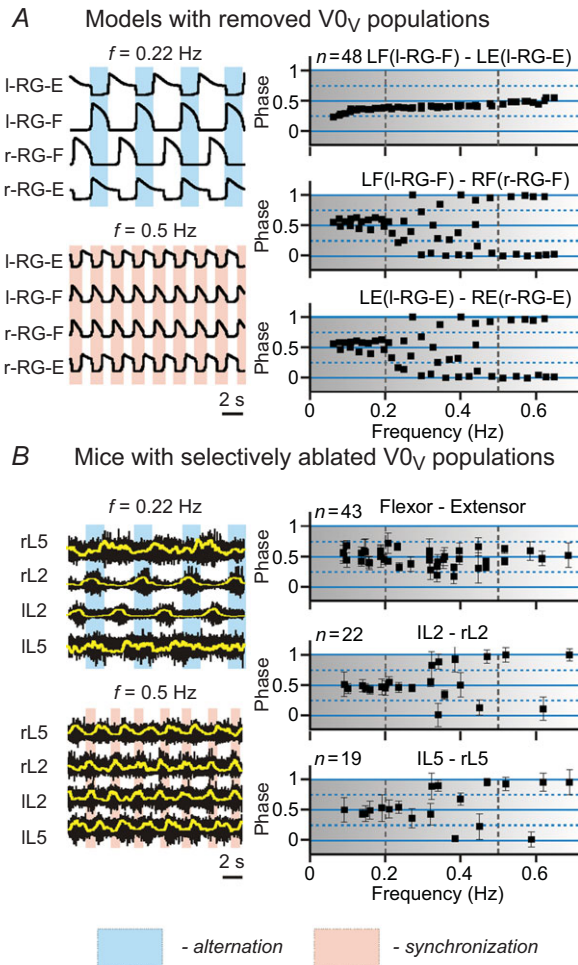 A Models with removed V0V populations
f = 0.22 Hz
l-RG-E
l-RG-F
r-RG-F
r-RG-E
f = 0.5 Hz
l-RG-E
l-RG-F
r-RG-F
r-RG-E
2 s
n=48 LF(l-RG-F) - LE(l-RG-E)
Phase
1
0.5
0
LF(l-RG-F) - RF(r-RG-F)
Phase
1
0.5
0
LE(l-RG-E) - RE(r-RG-E)
Phase
1
0.5
0
0 0.2 0.4 0.6
Frequency (Hz)
B Mice with selectively ablated V0V populations
f = 0.22 Hz
rL5
rL2
lL2
lL5
f = 0.5 Hz
rL5
rL2
lL2
lL5
2 s
n=43 Flexor - Extensor
Phase
1
0.5
0
n=22 lL2 - rL2
Phase
1
0.5
0
n=19 lL5 - rL5
Phase
1
0.5
0
0 0.2 0.4 0.6
Frequency (Hz)
- alternation
- synchronization